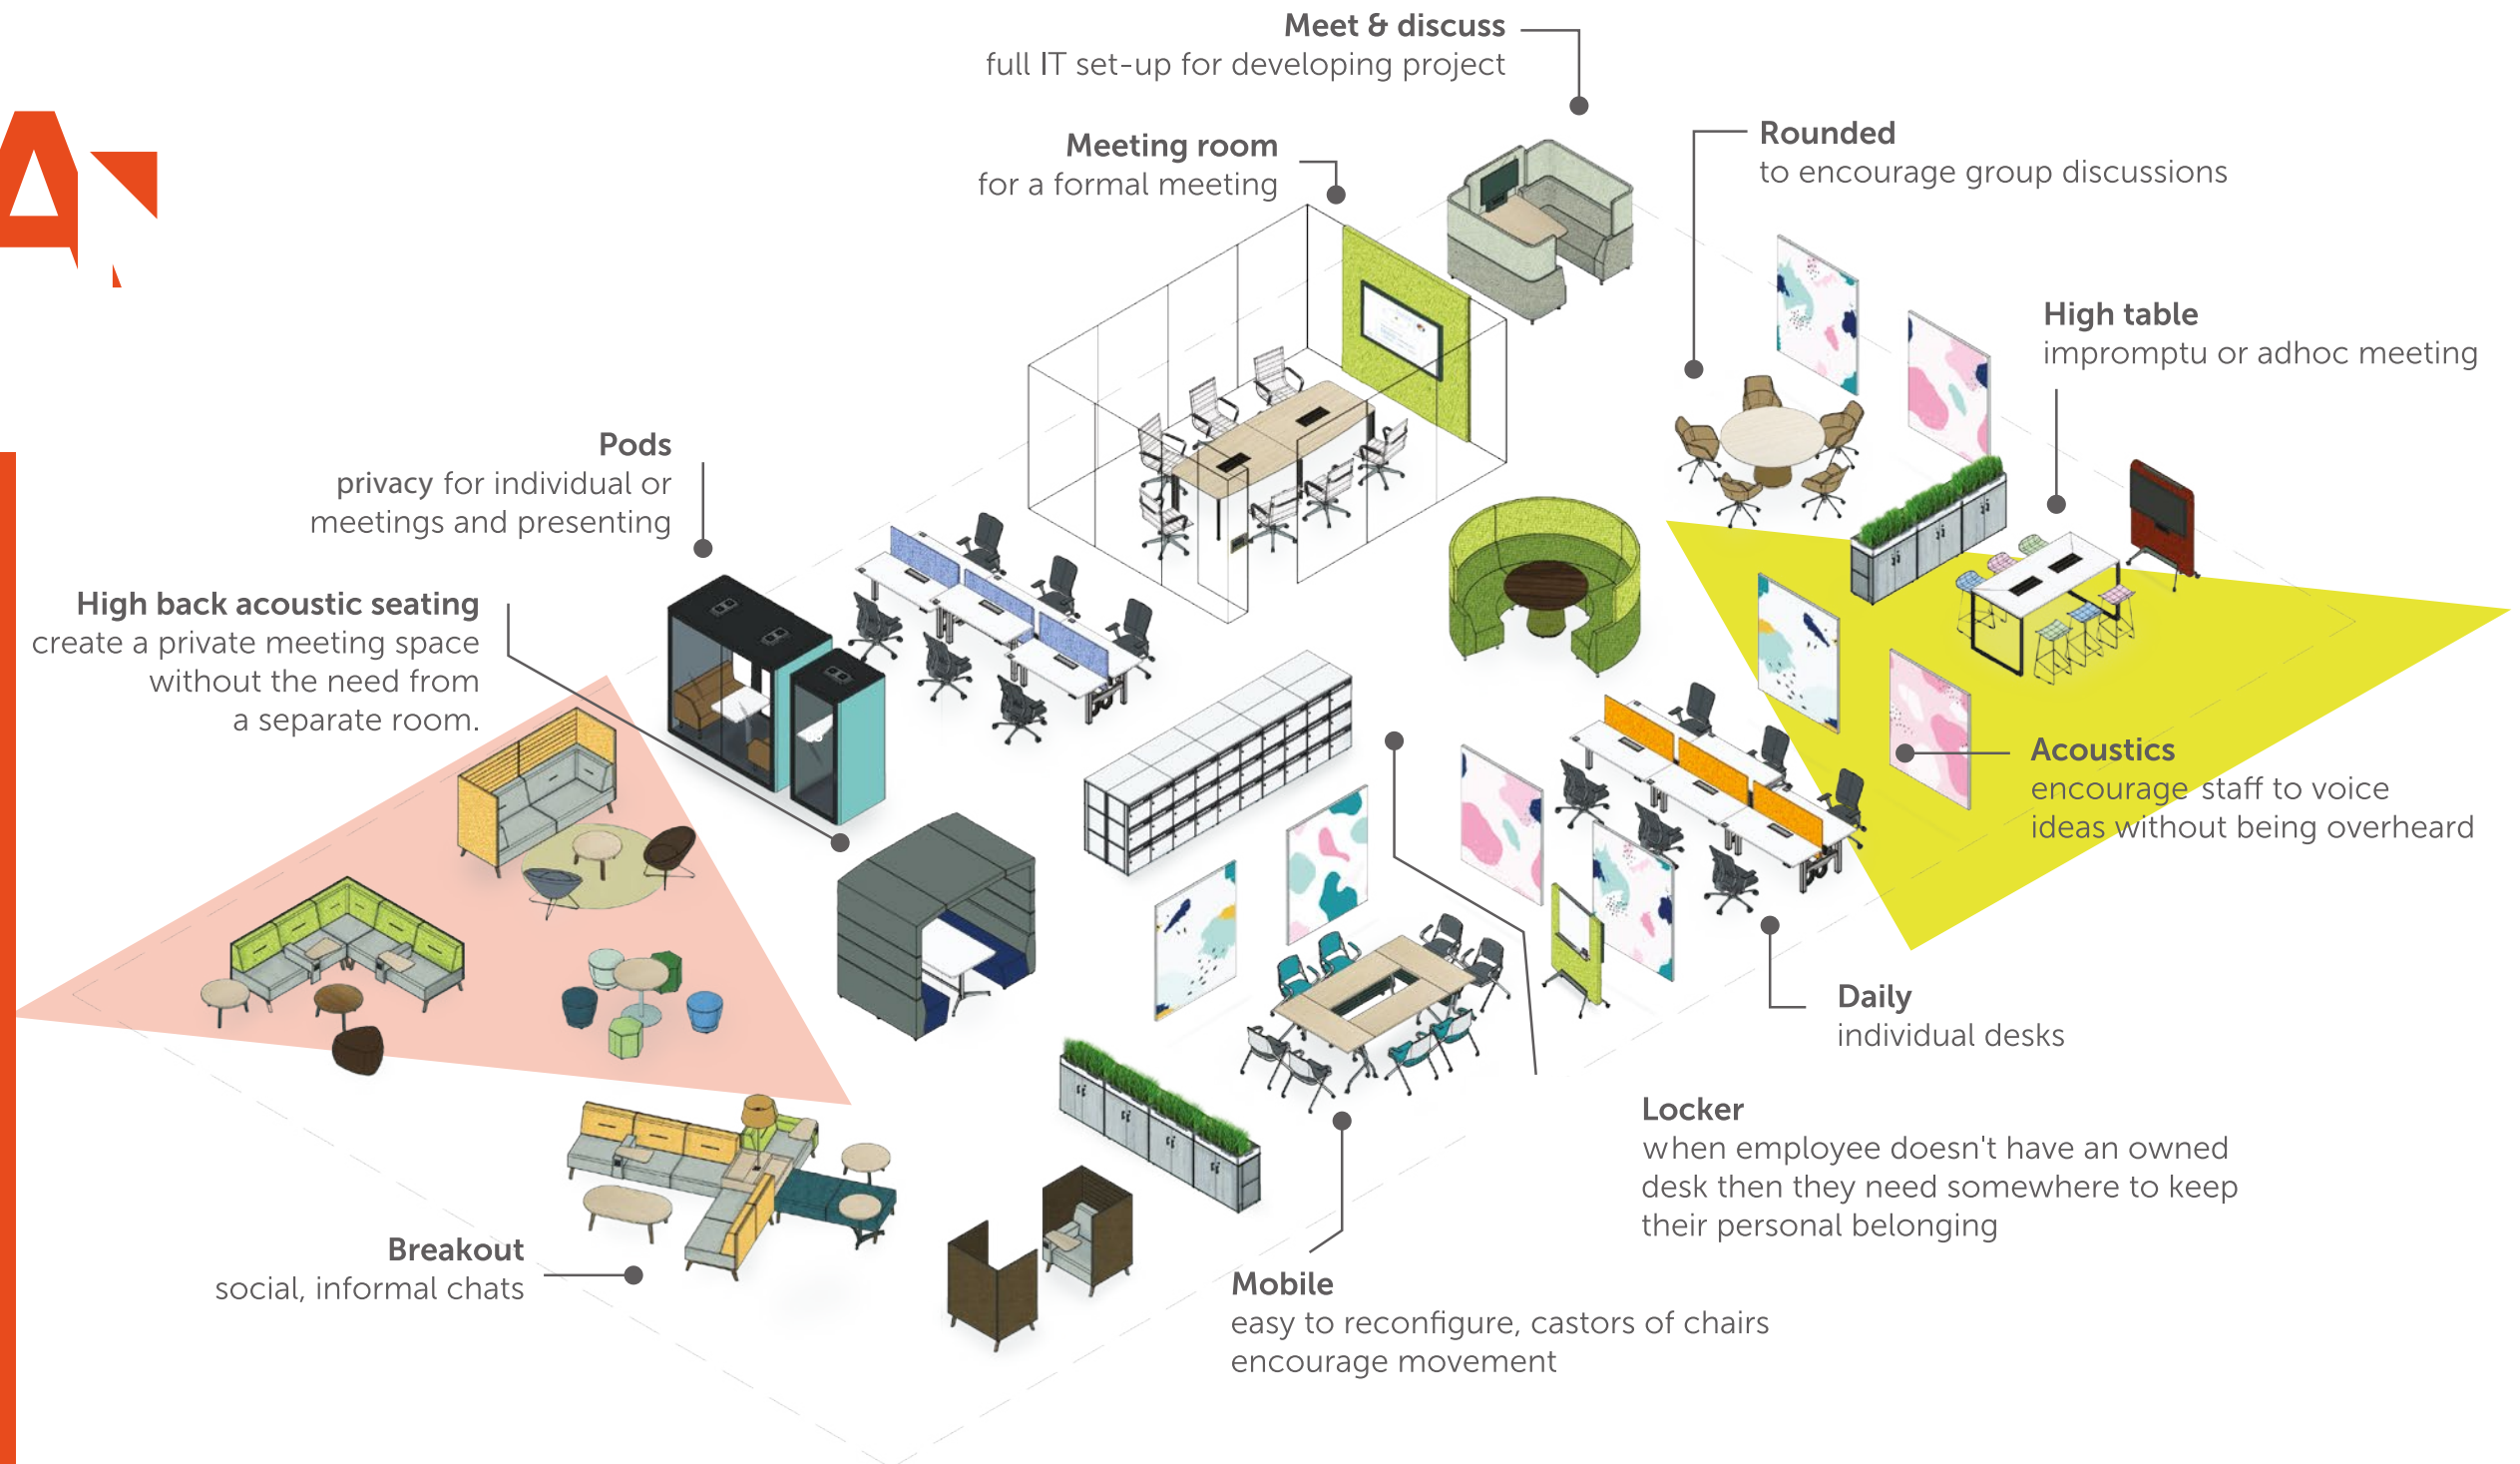 Meet & discuss
full IT set-up for developing project
Meeting room
for a formal meeting
Rounded
to encourage group discussions
High table
impromptu or adhoc meeting
Pods
privacy for individual or
meetings and presenting
High back acoustic seating
create a private meeting space
without the need from
a separate room.
Acoustics
encourage staff to voice
ideas without being overheard
Daily
individual desks
Locker
when employee doesn't have an owned
desk then they need somewhere to keep
their personal belonging
Breakout
social, informal chats
Mobile
easy to reconfigure, castors of chairs
encourage movement